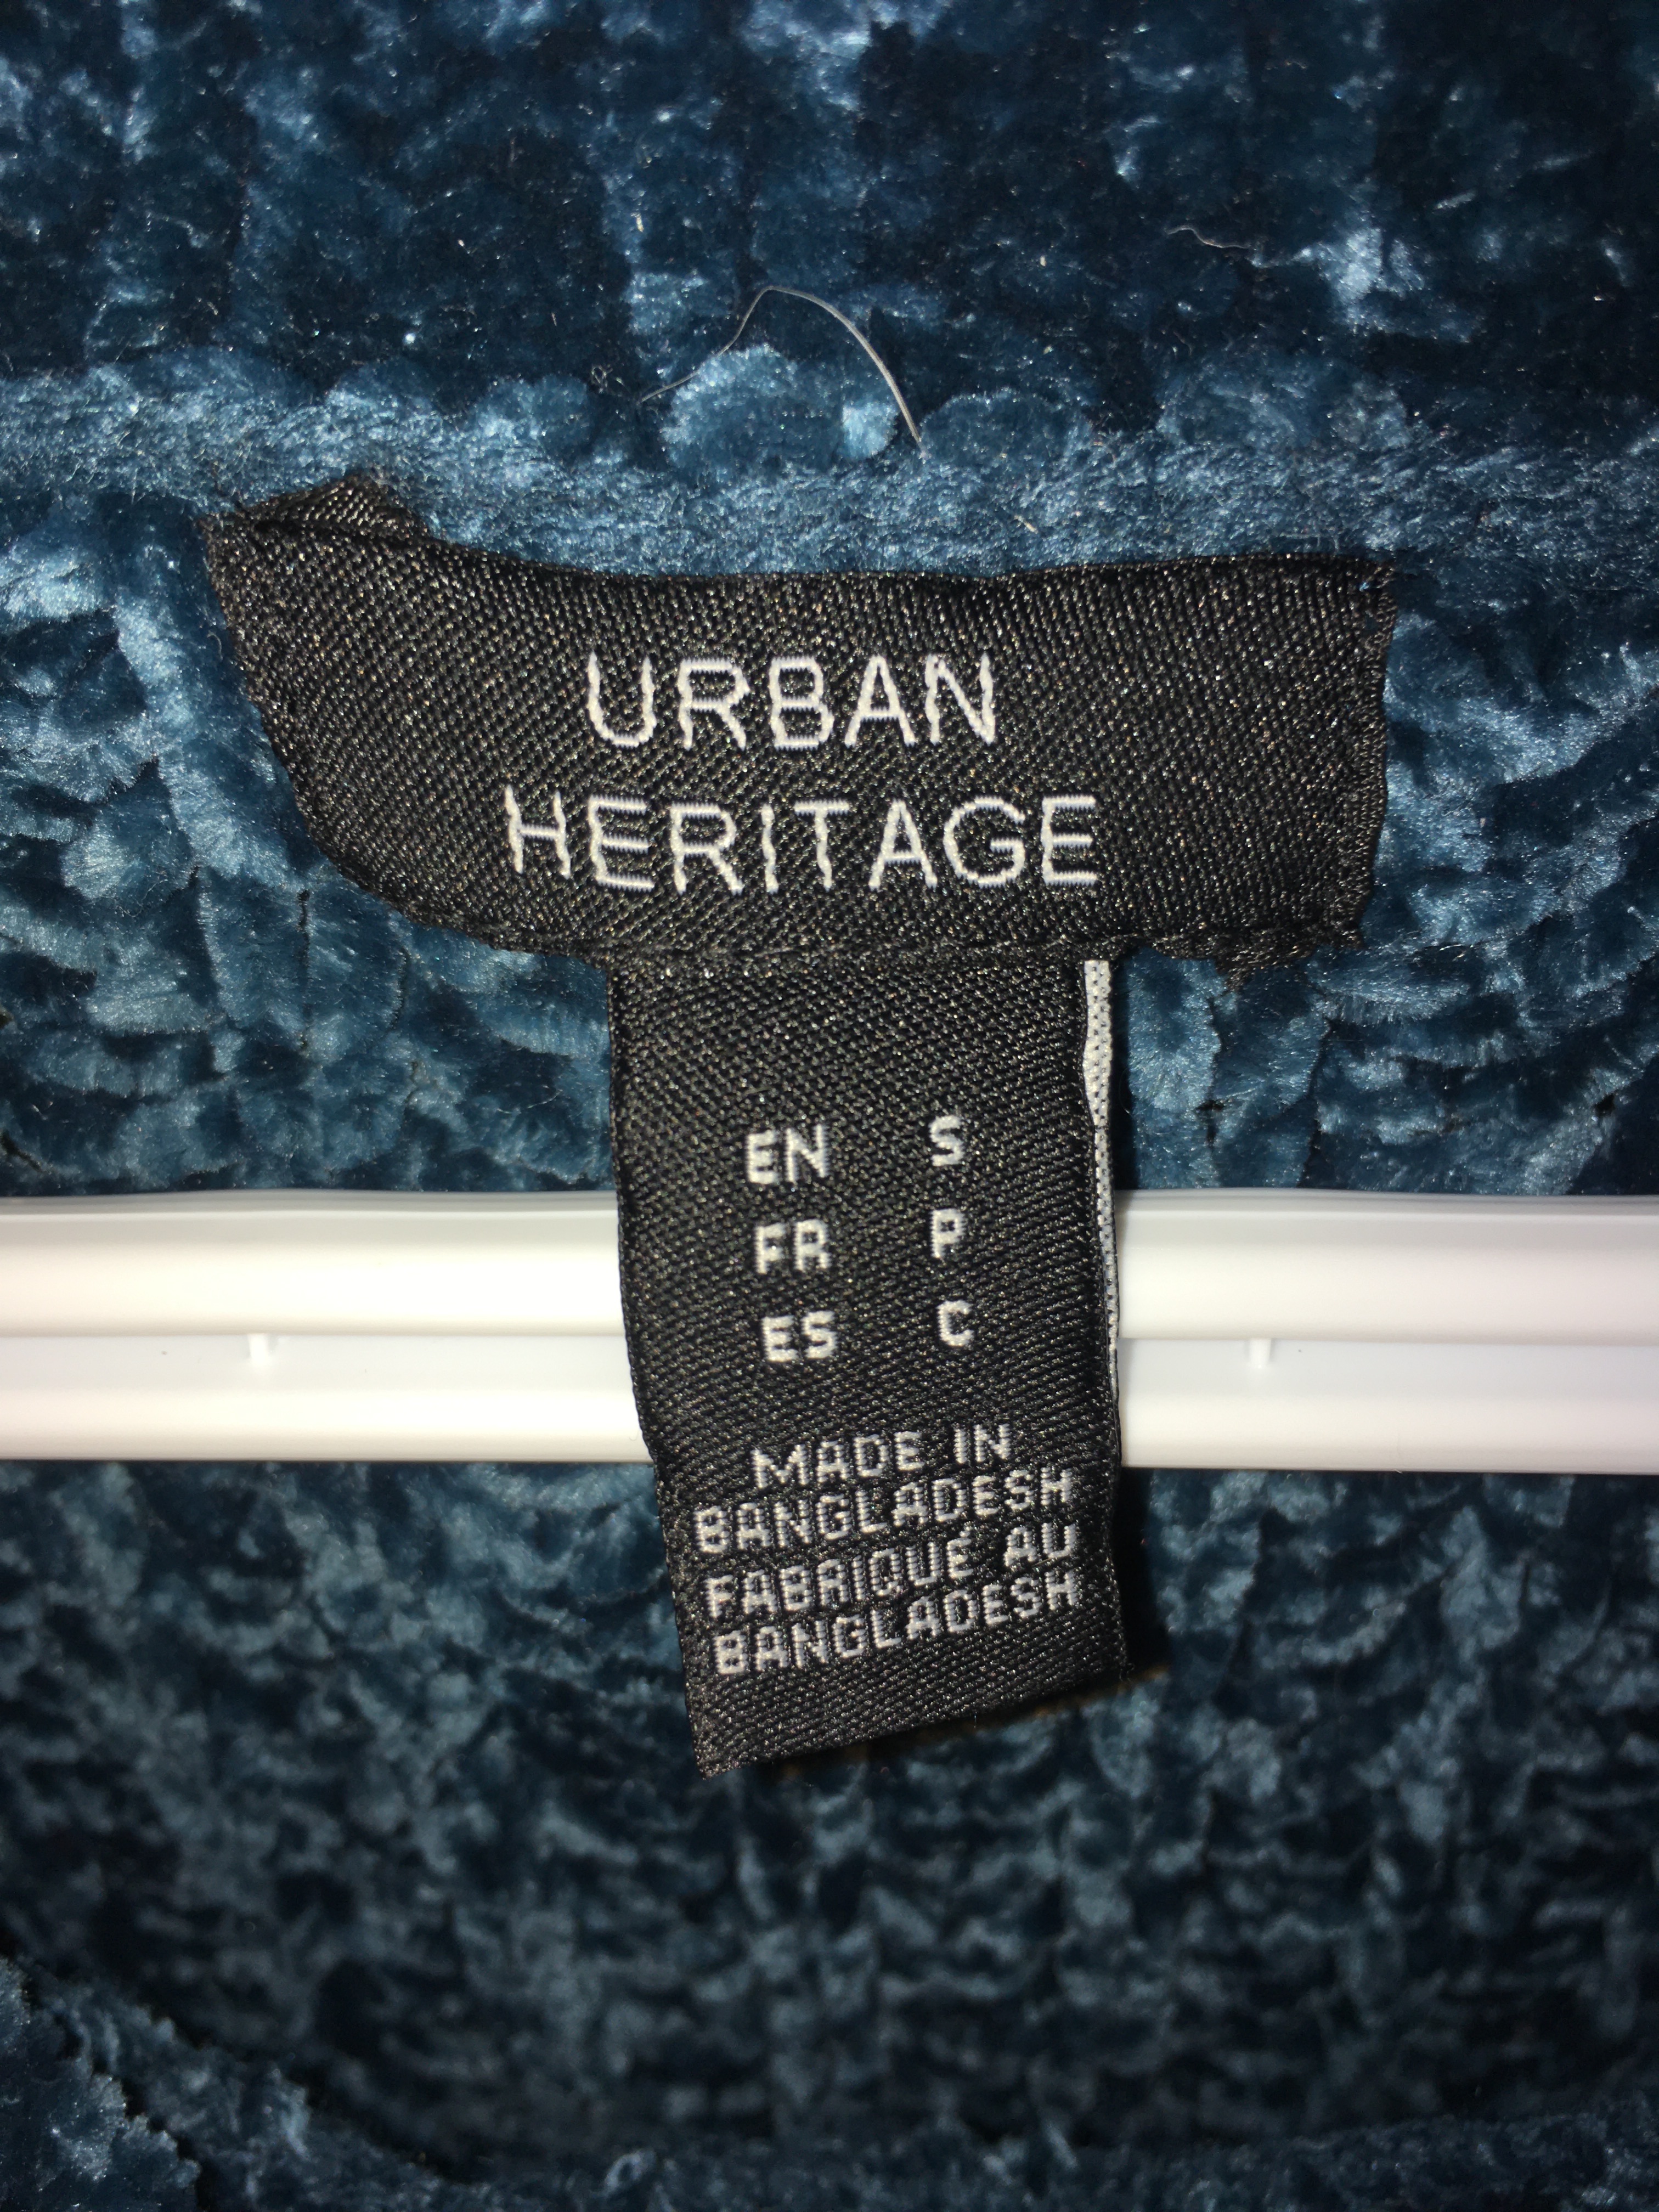 URBAN
HERITAGE
EN S
FR P
ES C
MADE IN
BANGLADESH
FABRIQUÉ AU
BANGLADESH